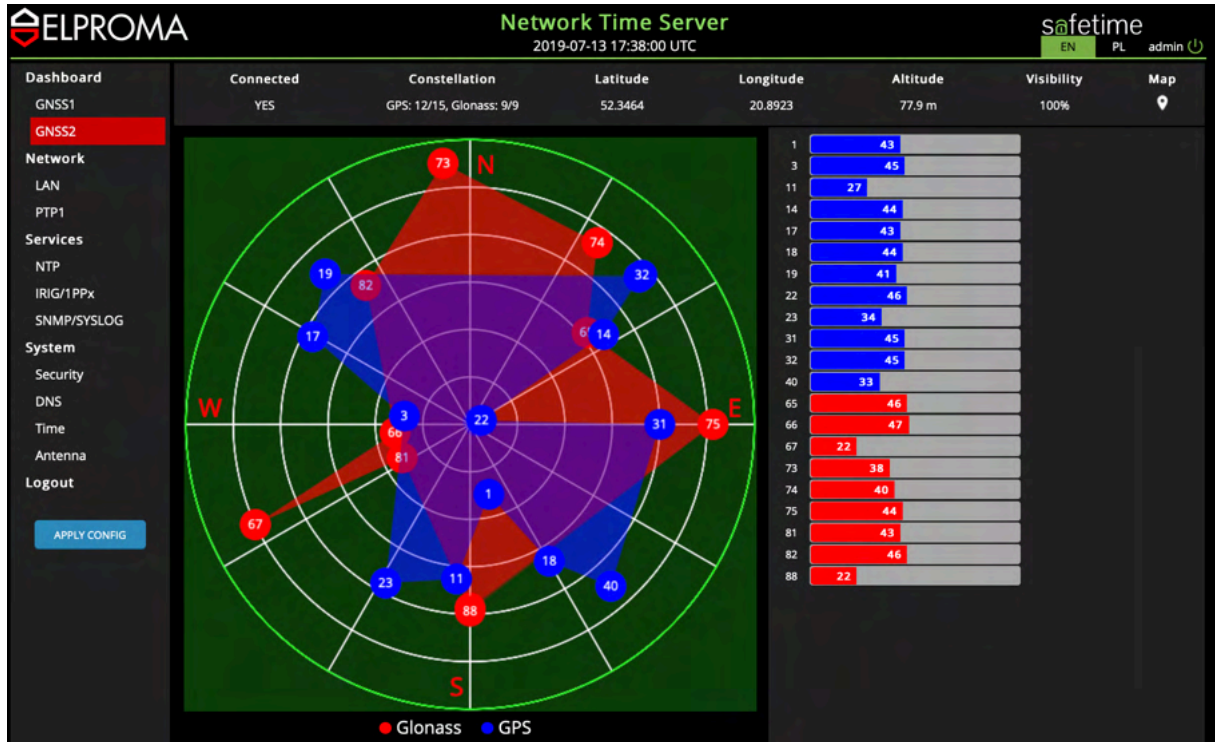 ELPROMA
Network Time Server
2019-07-13 17:38:00 UTC
safetime
EN PL admin
Dashboard
GNSS1
GNSS2
Network
LAN
PTP1
Services
NTP
IRIG/1PPx
SNMP/SYSLOG
System
Security
DNS
Time
Antenna
Logout
APPLY CONFIG
Connected Constellation Latitude Longitude Altitude Visibility Map
YES GPS: 12/15, Glonass: 9/9 52.3464 20.8923 77.9 m 100%
73 N
74
19 32
82
17 14
W 3 22 31 75 E
66
81
1
67
18
23 11 40
88
S
Glonass GPS
1 43
3 45
11 27
14 44
17 43
18 44
19 41
22 46
23 34
31 45
32 45
40 33
65 46
66 47
67 22
73 38
74 40
75 44
81 43
82 46
88 22